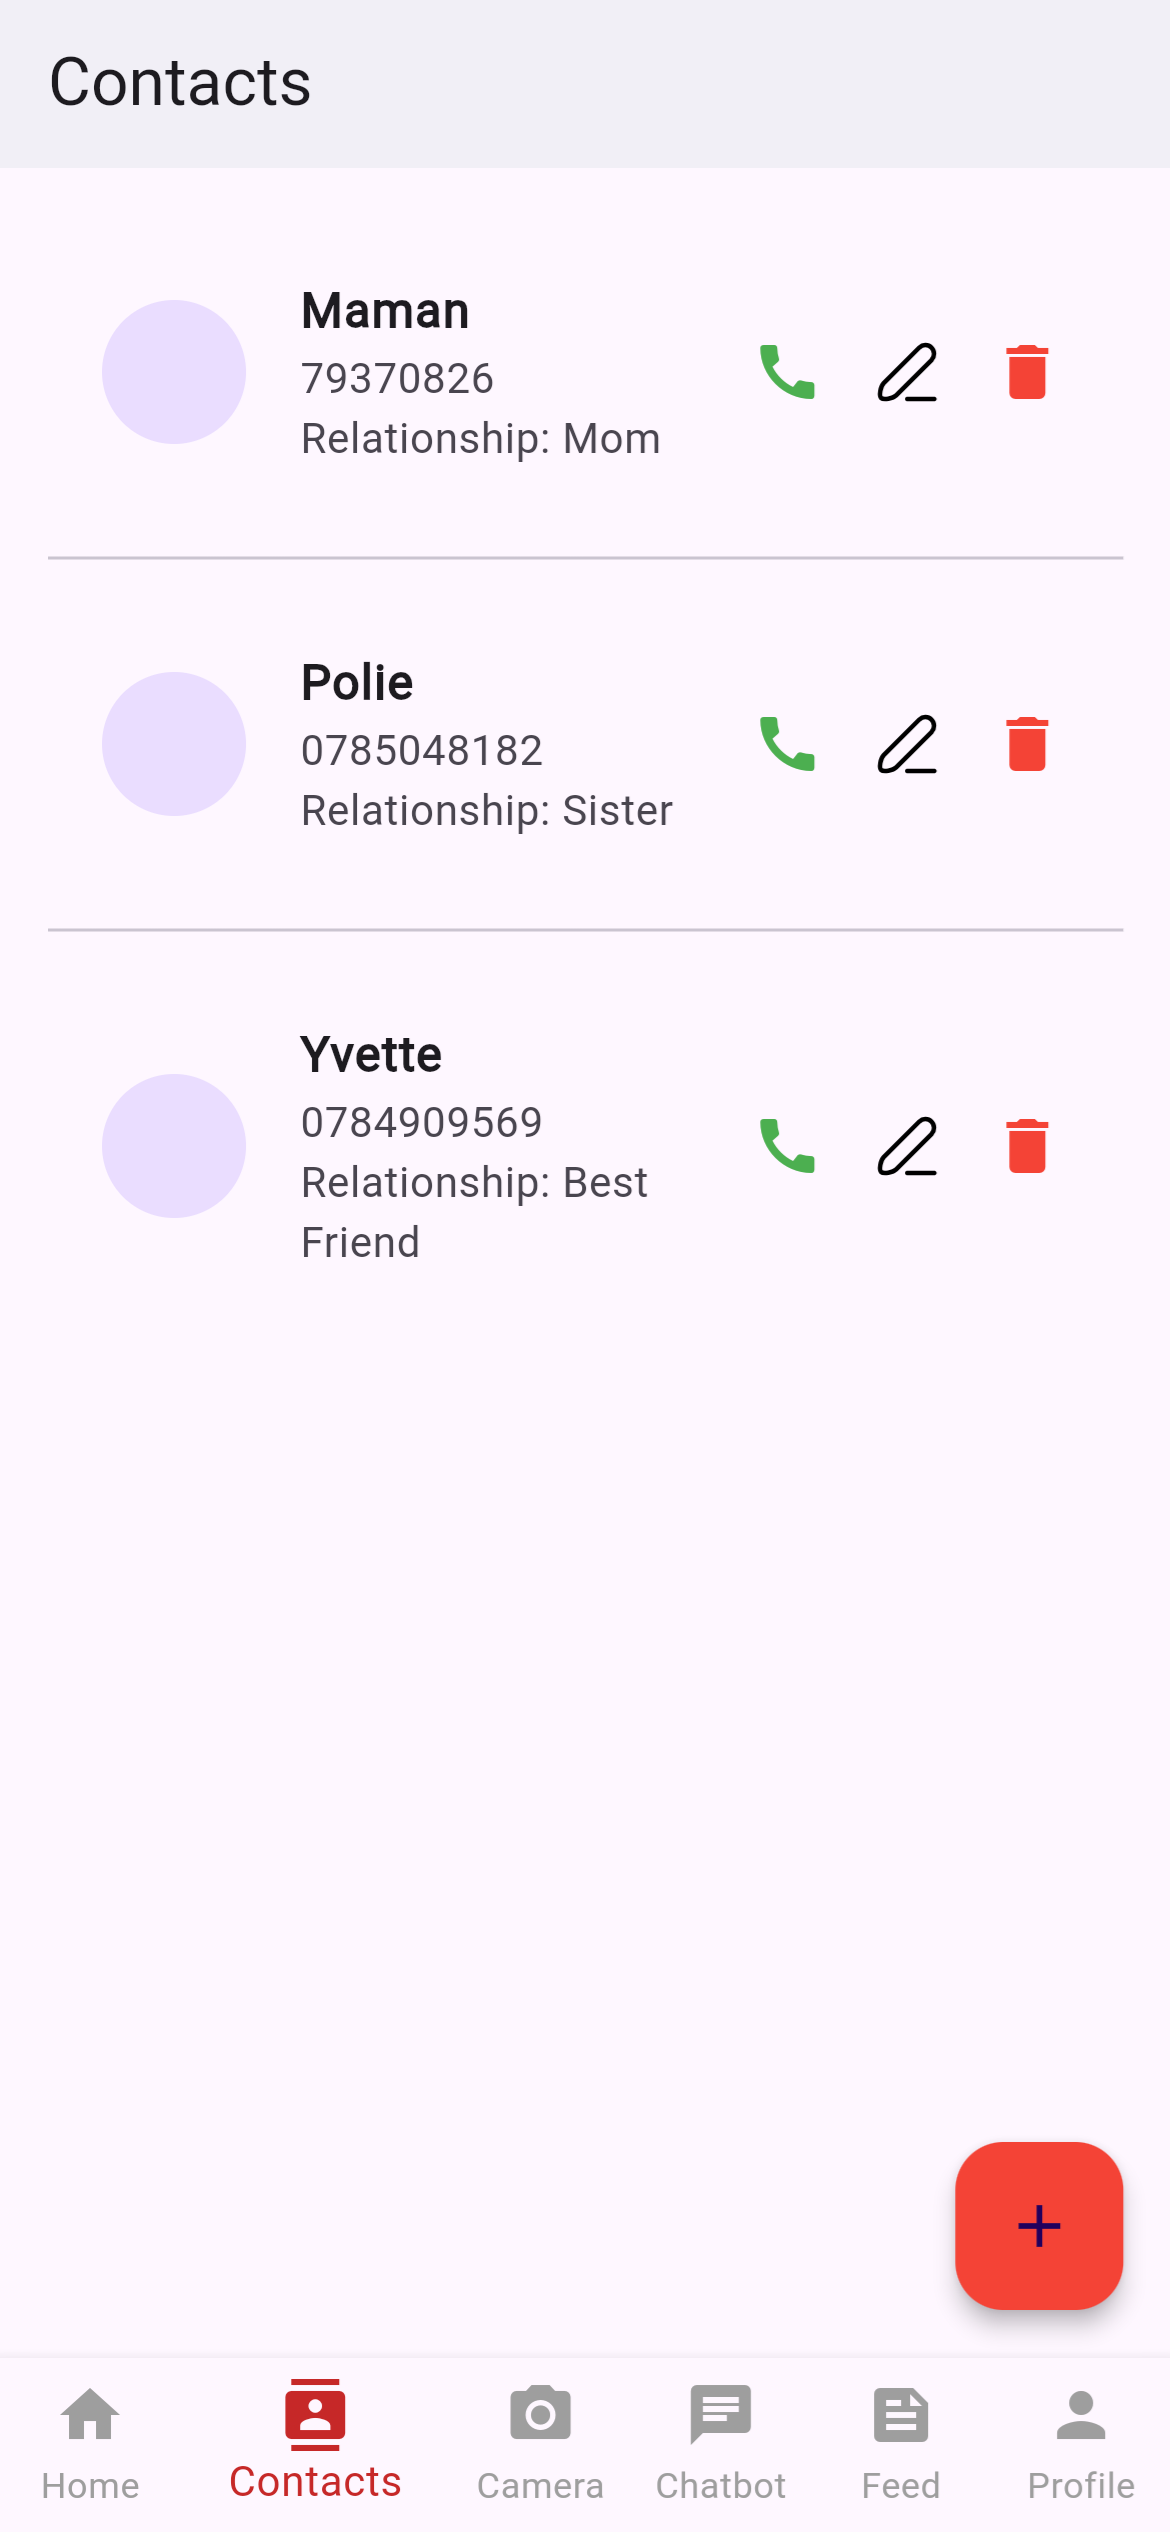 Contacts
Maman
79370826
Relationship: Mom
Polie
0785048182
Relationship: Sister
Yvette
0784909569
Relationship: Best
Friend
Home
Contacts
Camera
Chatbot
Feed
Profile